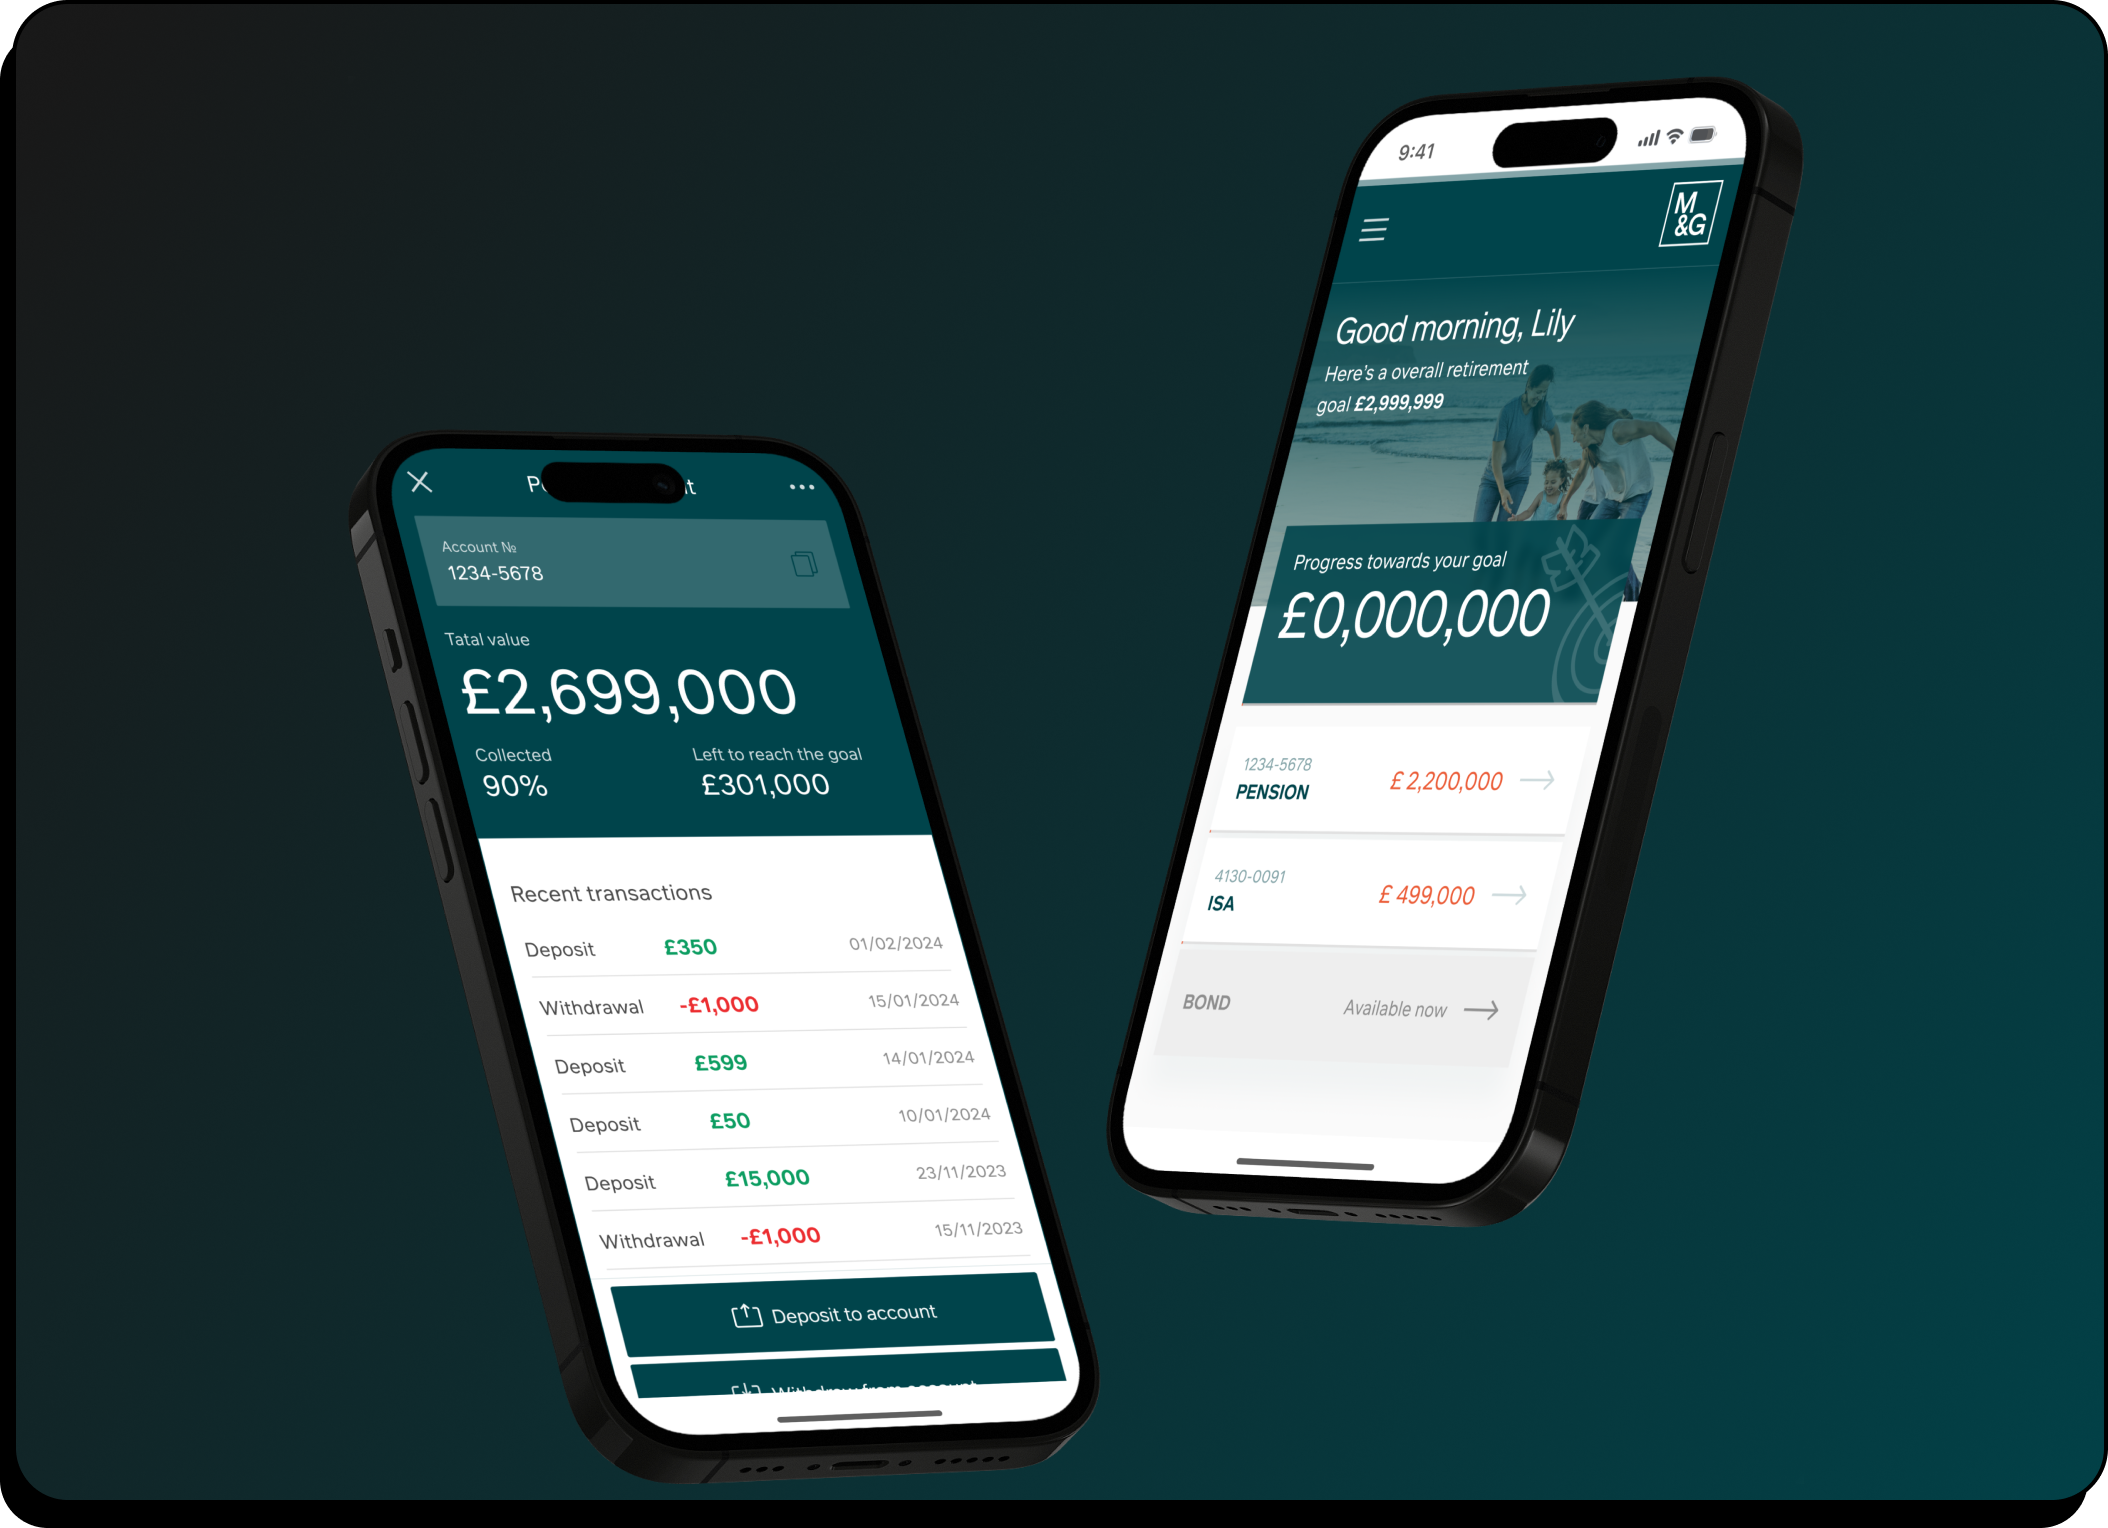 Account №
1234-5678
Tatal value
£2,699,000
Collected
90%
Left to reach the goal
£301,000
Recent transactions
Deposit £350 01/02/2024
Withdrawal -£1,000 15/01/2024
Deposit £599 14/01/2024
Deposit £50 10/01/2024
Deposit £15,000 23/11/2023
Withdrawal -£1,000 15/11/2023
Deposit to account
Withdraw from account
9:41
M
&G
Good morning, Lily
Here's a overall retirement
goal £2,999,999
Progress towards your goal
£0,000,000
1234-5678
PENSION £ 2,200,000
4130-0091
ISA £ 499,000
BOND Available now